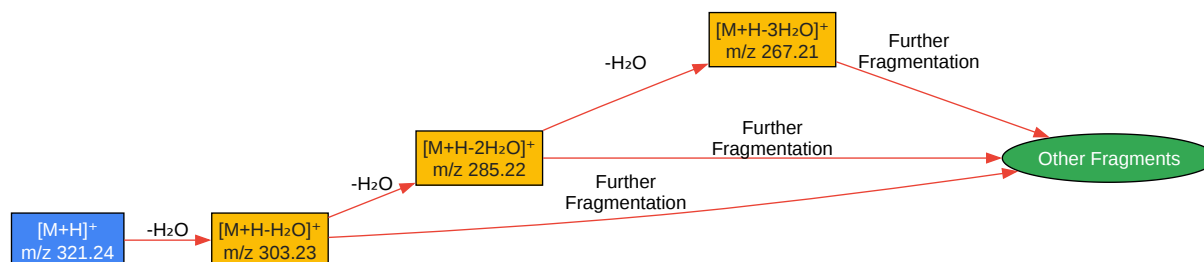 [M+H]⁺
m/z 321.24
-H₂O
[M+H-H₂O]⁺
m/z 303.23
-H₂O
[M+H-2H₂O]⁺
m/z 285.22
-H₂O
[M+H-3H₂O]⁺
m/z 267.21
Further
Fragmentation
Further
Fragmentation
Further
Fragmentation
Other Fragments